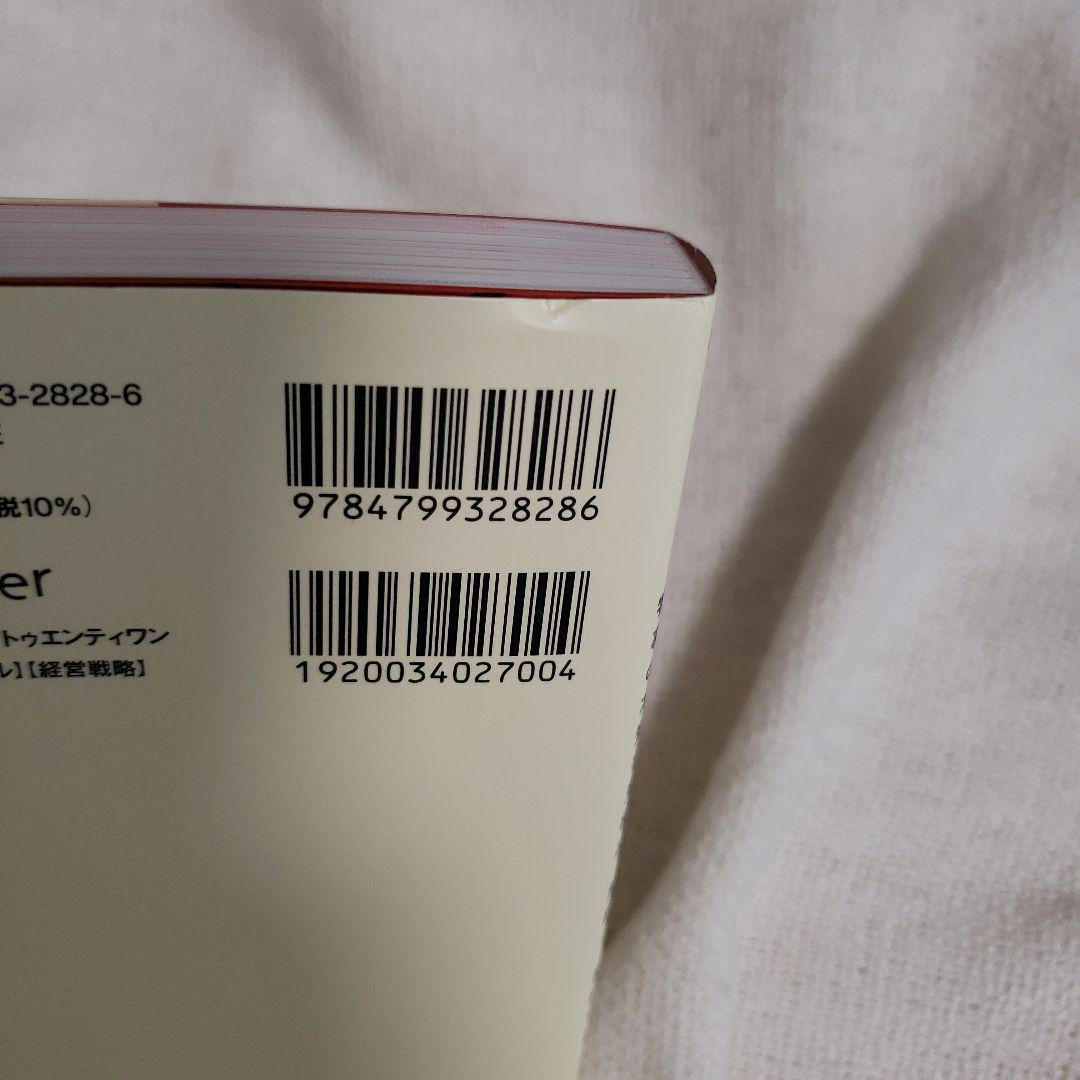 3-2828-6
税10%)
er
トゥエンティワン
ル】【経営戦略】
9784799328286
1920034027004